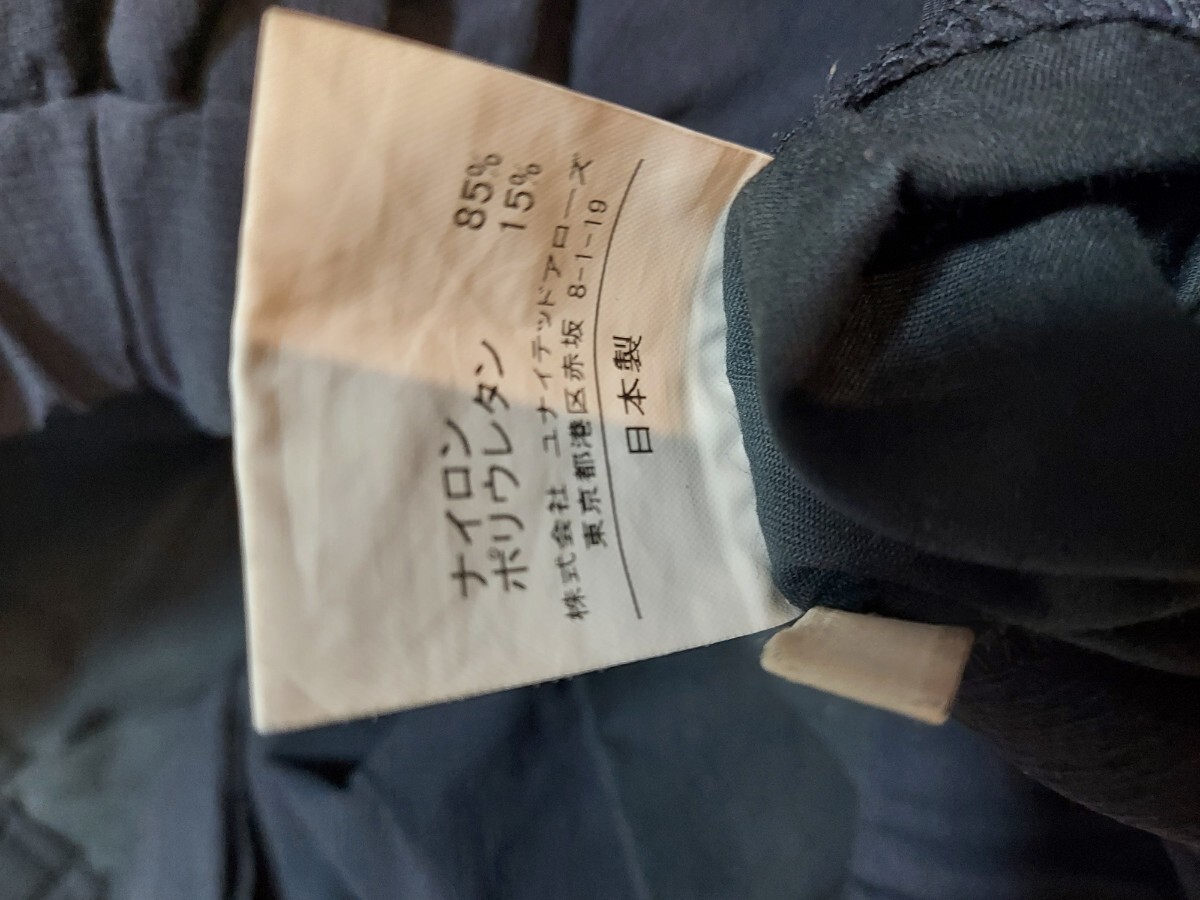 ナイロン 85%
ポリウレタン 15%
株式会社 ユナイテッドアローズ
東京都港区赤坂 8-1-19
日本製